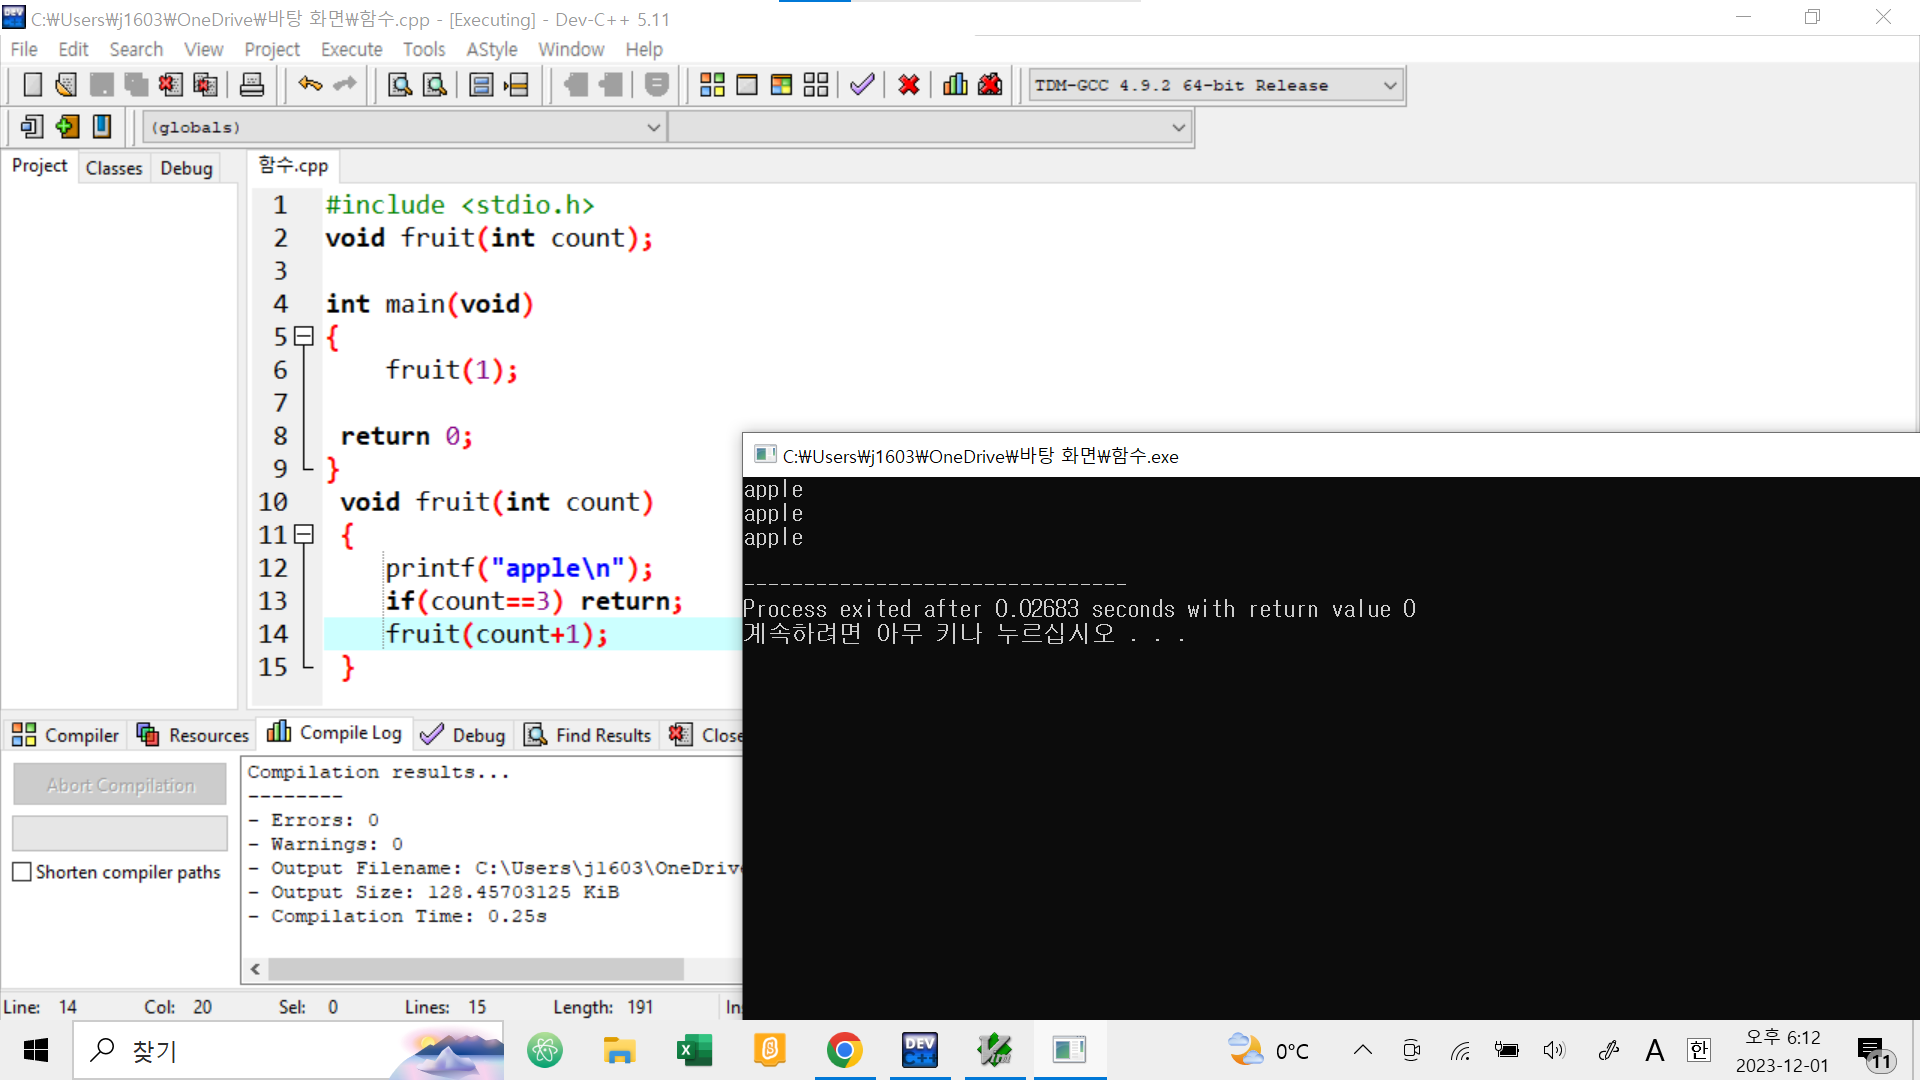 C:₩Users₩j1603₩OneDrive₩바탕 화면₩함수.cpp - [Executing] - Dev-C++ 5.11
File Edit Search View Project Execute Tools AStyle Window Help
TDM-GCC 4.9.2 64-bit Release
(globals)
Project Classes Debug
함수.cpp
1 #include <stdio.h>
2 void fruit(int count);
3
4 int main(void)
5 {
6 fruit(1);
7
8 return 0;
9 }
10 void fruit(int count)
11 {
12 printf("apple\n");
13 if(count==3) return;
14 fruit(count+1);
15 }
C:₩Users₩j1603₩OneDrive₩바탕 화면₩함수.exe
apple
apple
apple
--------------------------------
Process exited after 0.02683 seconds with return value 0
계속하려면 아무 키나 누르십시오 . . .
Compiler Resources Compile Log Debug Find Results Close
Abort Compilation
Shorten compiler paths
Compilation results...
--------
- Errors: 0
- Warnings: 0
- Output Filename: C:\Users\j1603\OneDrive
- Output Size: 128.45703125 KiB
- Compilation Time: 0.25s
Line: 14 Col: 20 Sel: 0 Lines: 15 Length: 191 In
찾기
DEV C++
0°C
A
한
오후 6:12
2023-12-01
11